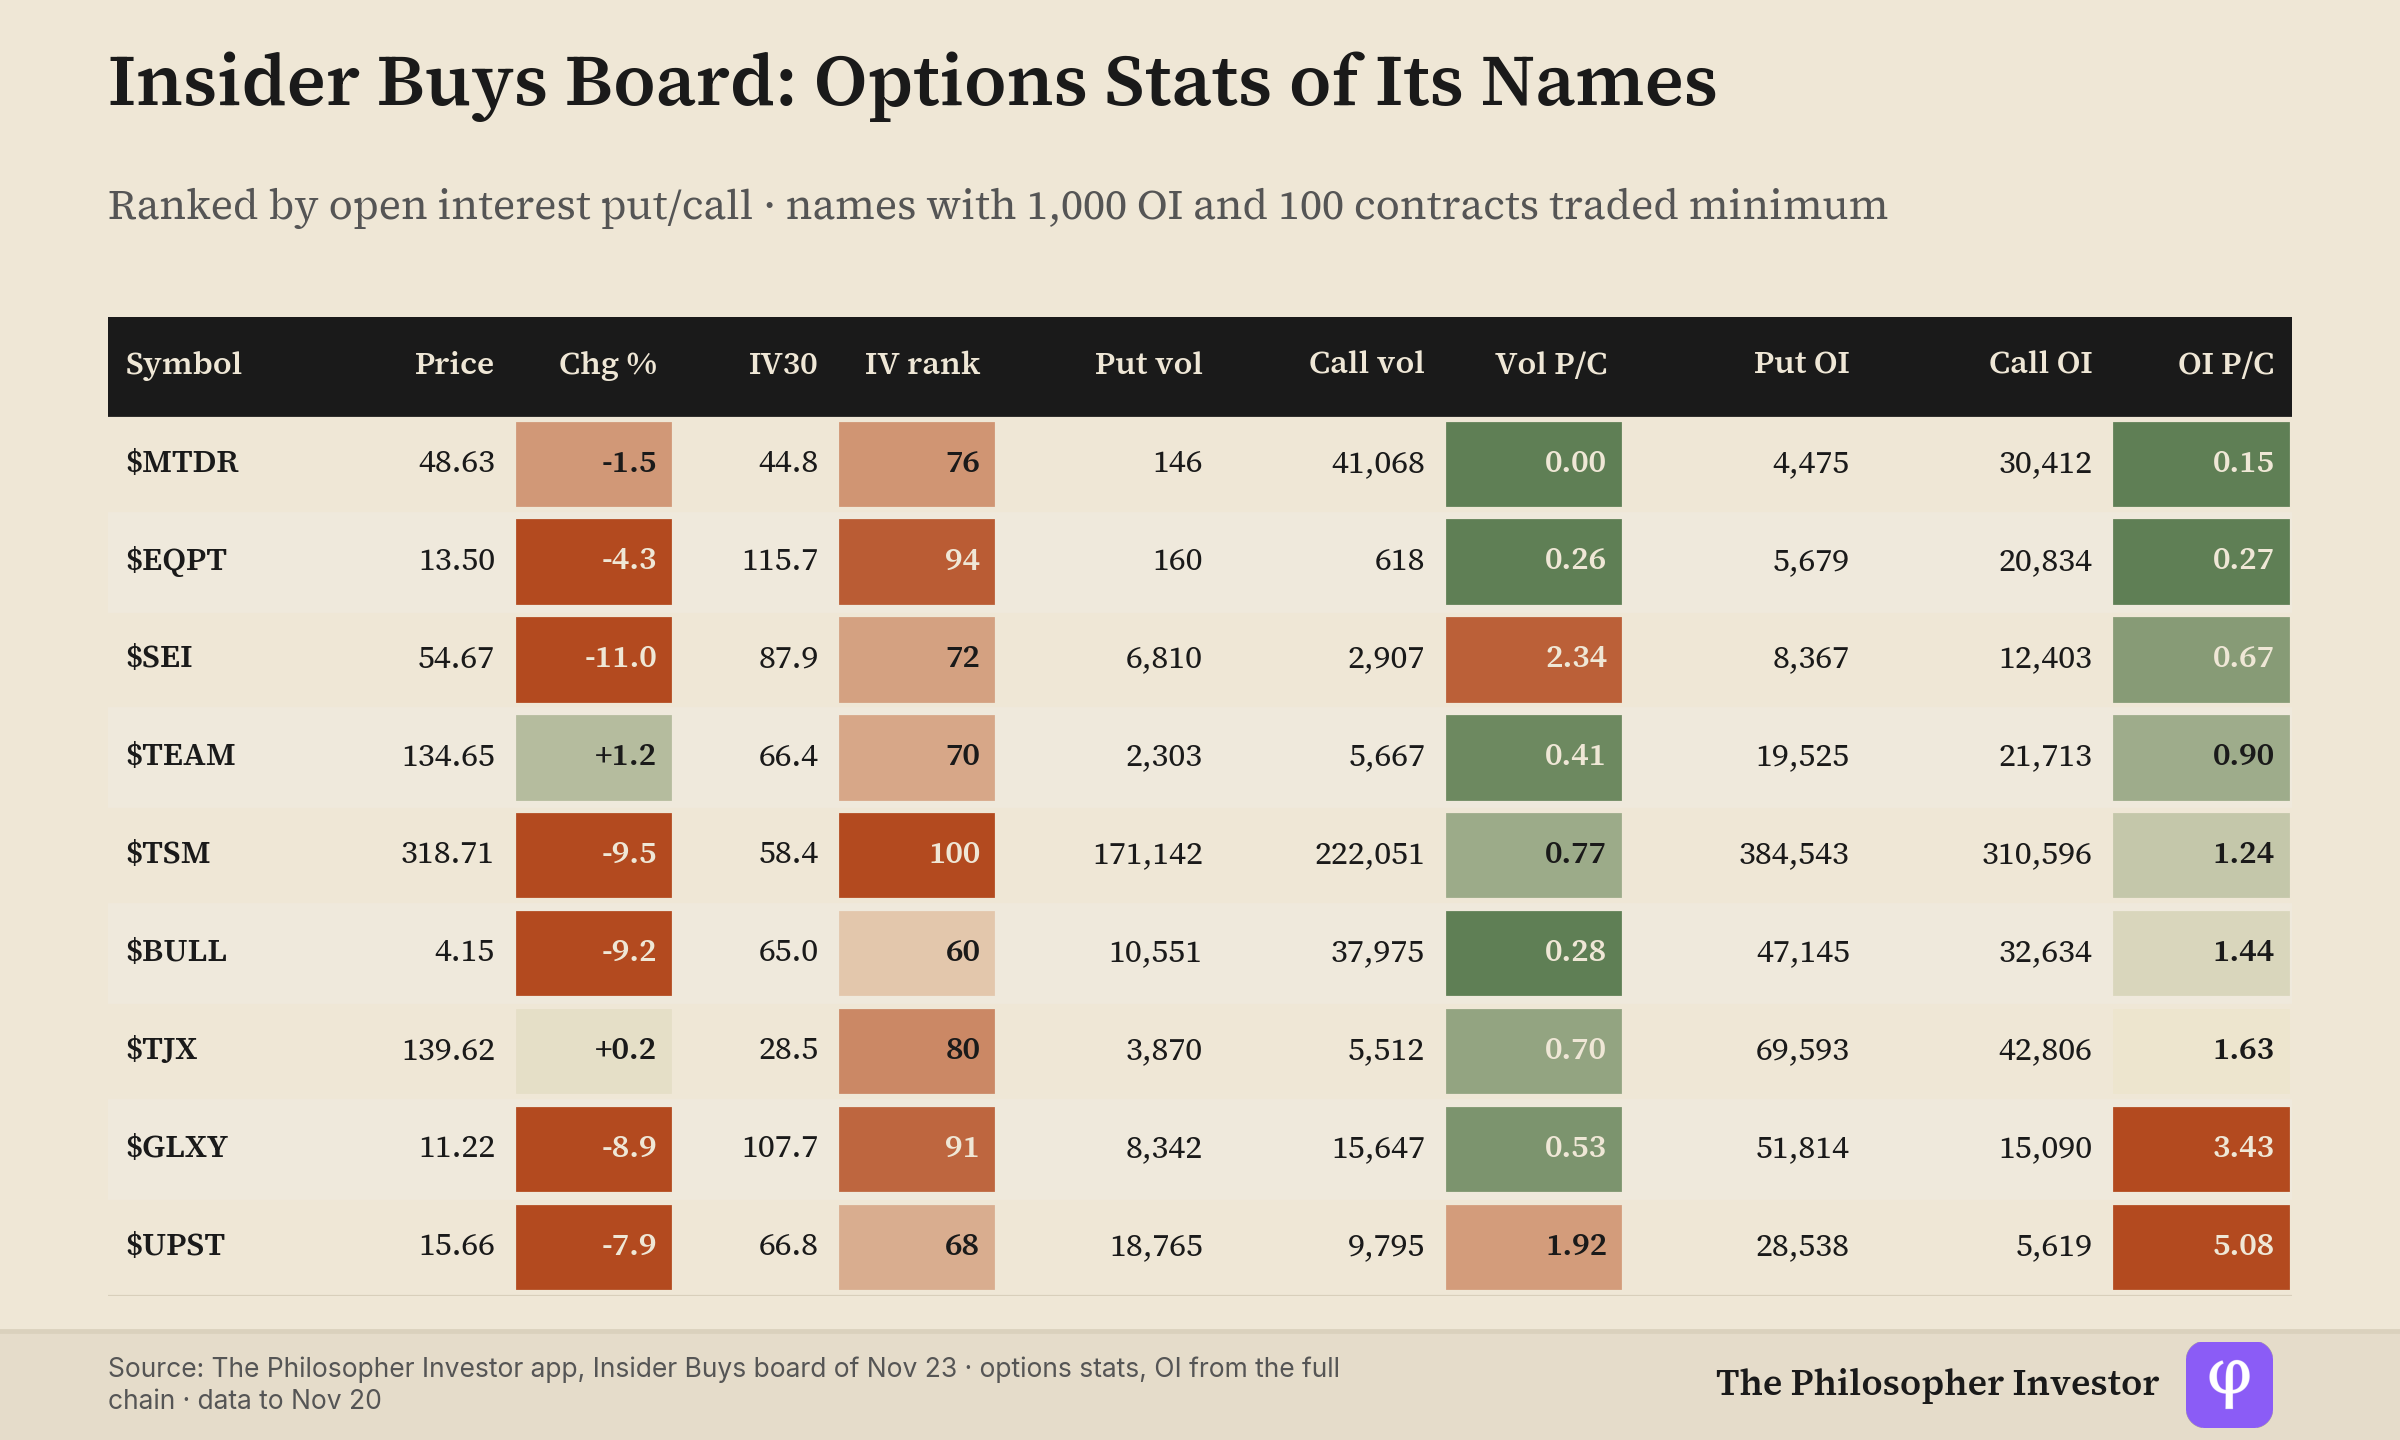 Insider Buys Board: Options Stats of Its Names
Ranked by open interest put/call · names with 1,000 OI and 100 contracts traded minimum
Symbol Price Chg % IV30 IV rank Put vol Call vol Vol P/C Put OI Call OI OI P/C
$MTDR 48.63 -1.5 44.8 76 146 41,068 0.00 4,475 30,412 0.15
$EQPT 13.50 -4.3 115.7 94 160 618 0.26 5,679 20,834 0.27
$SEI 54.67 -11.0 87.9 72 6,810 2,907 2.34 8,367 12,403 0.67
$TEAM 134.65 +1.2 66.4 70 2,303 5,667 0.41 19,525 21,713 0.90
$TSM 318.71 -9.5 58.4 100 171,142 222,051 0.77 384,543 310,596 1.24
$BULL 4.15 -9.2 65.0 60 10,551 37,975 0.28 47,145 32,634 1.44
$TJX 139.62 +0.2 28.5 80 3,870 5,512 0.70 69,593 42,806 1.63
$GLXY 11.22 -8.9 107.7 91 8,342 15,647 0.53 51,814 15,090 3.43
$UPST 15.66 -7.9 66.8 68 18,765 9,795 1.92 28,538 5,619 5.08
Source: The Philosopher Investor app, Insider Buys board of Nov 23 · options stats, OI from the full
chain · data to Nov 20
The Philosopher Investor φ